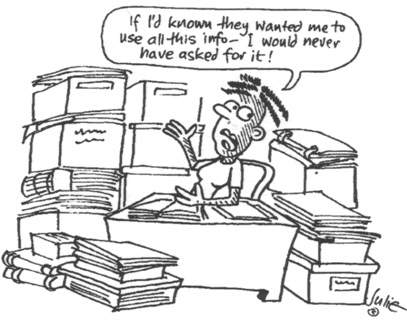 If I'd known they wanted me to
use all this info— I would never
have asked for it!
Julie